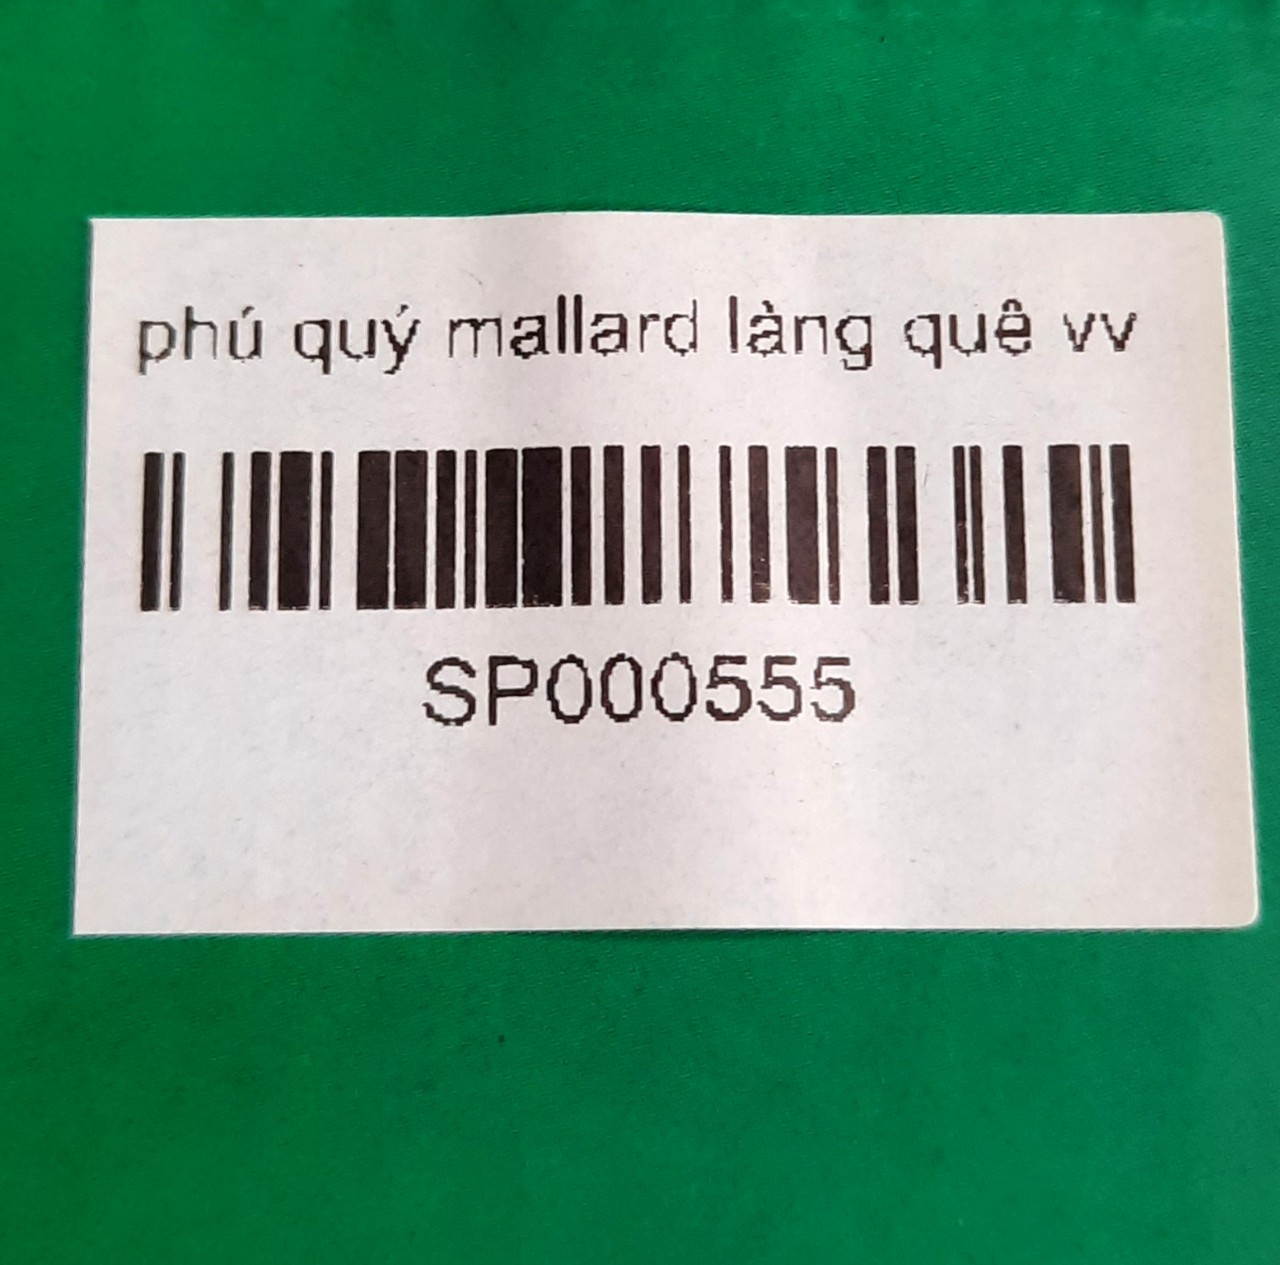 phú quý mallard làng quê vv
SP000555